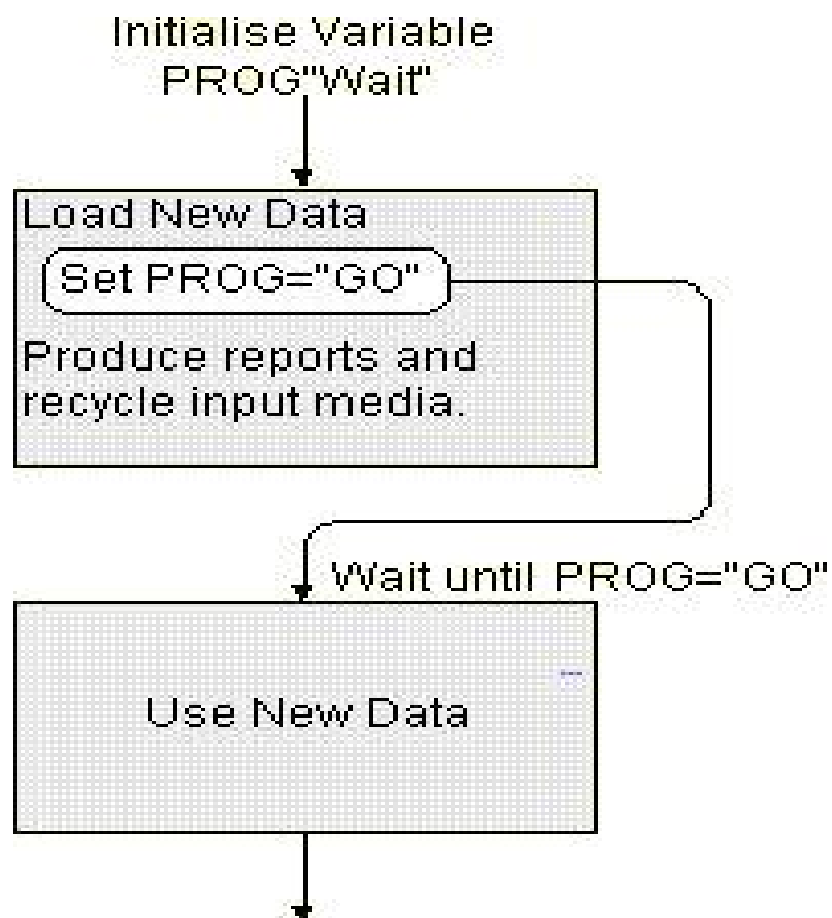 Initialise Variable
PROG"Wait"
Load New Data
Set PROG="GO"
Produce reports and
recycle input media.
Wait until PROG="GO"
Use New Data